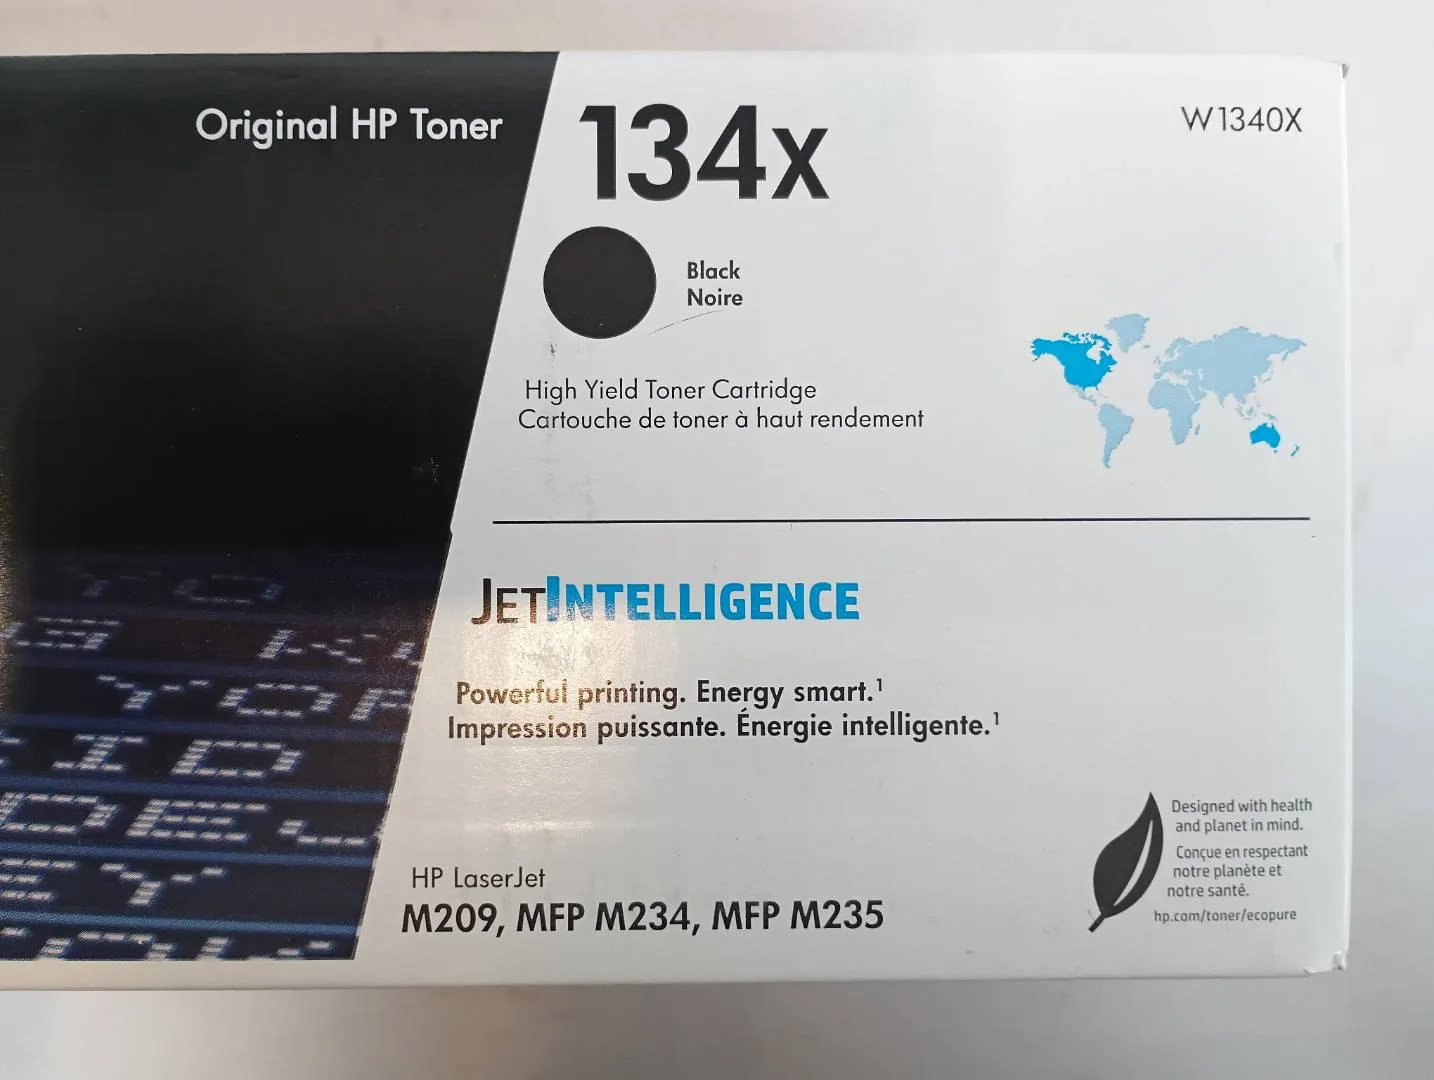 Original HP Toner
134x
W1340X
Black
Noire
High Yield Toner Cartridge
Cartouche de toner à haut rendement
JETINTELLIGENCE
Powerful printing. Energy smart.¹
Impression puissante. Énergie intelligente.¹
HP LaserJet
M209, MFP M234, MFP M235
Designed with health
and planet in mind.
Conçue en respectant
notre planète et
notre santé.
hp.com/toner/ecopure